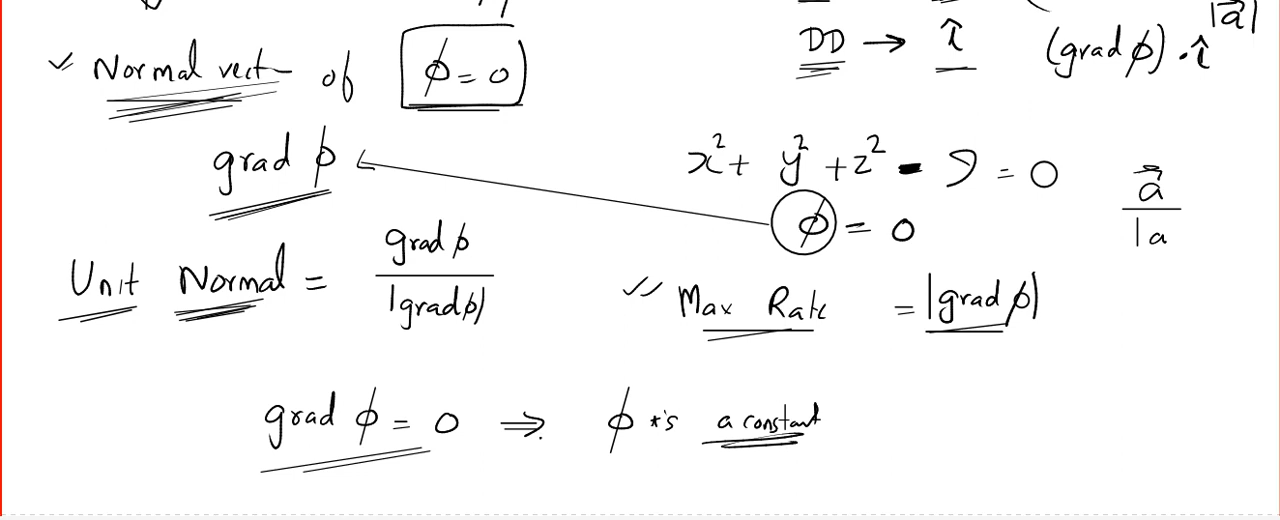 |a⃗|
DD → î (grad ϕ) · î
✓ Normal vect of ϕ = 0
grad ϕ
x² + y² + z² - 9 = 0
ϕ = 0
a⃗ / |a
Unit Normal = grad ϕ / |grad ϕ|
✓✓ Max Rate = |grad ϕ|
grad ϕ = 0 ⇒ ϕ is a constant